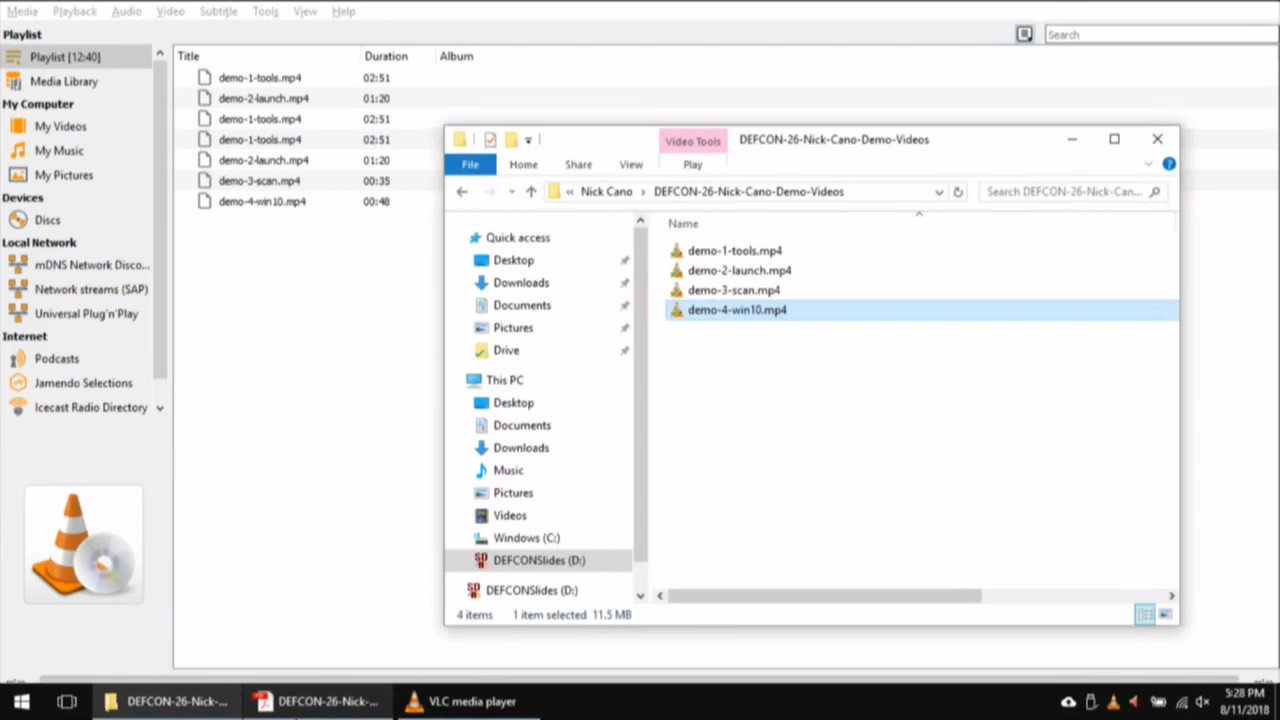 Media Playback Audio Video Subtitle Tools View Help
Playlist
Search
Playlist [12:40]
Media Library
My Computer
My Videos
My Music
My Pictures
Devices
Discs
Local Network
mDNS Network Disco...
Network streams (SAP)
Universal Plug'n'Play
Internet
Podcasts
Jamendo Selections
Icecast Radio Directory
Title Duration Album
demo-1-tools.mp4 02:51
demo-2-launch.mp4 01:20
demo-1-tools.mp4 02:51
demo-1-tools.mp4 02:51
demo-2-launch.mp4 01:20
demo-3-scan.mp4 00:35
demo-4-win10.mp4 00:48
Video Tools DEFCON-26-Nick-Cano-Demo-Videos
File Home Share View Play
« Nick Cano › DEFCON-26-Nick-Cano-Demo-Videos
Search DEFCON-26-Nick-Can...
Quick access
Desktop
Downloads
Documents
Pictures
Drive
This PC
Desktop
Documents
Downloads
Music
Pictures
Videos
Windows (C:)
DEFCONSlides (D:)
DEFCONSlides (D:)
Name
demo-1-tools.mp4
demo-2-launch.mp4
demo-3-scan.mp4
demo-4-win10.mp4
4 items 1 item selected 11.5 MB
DEFCON-26-Nick-... DEFCON-26-Nick-... VLC media player
5:28 PM
8/11/2018